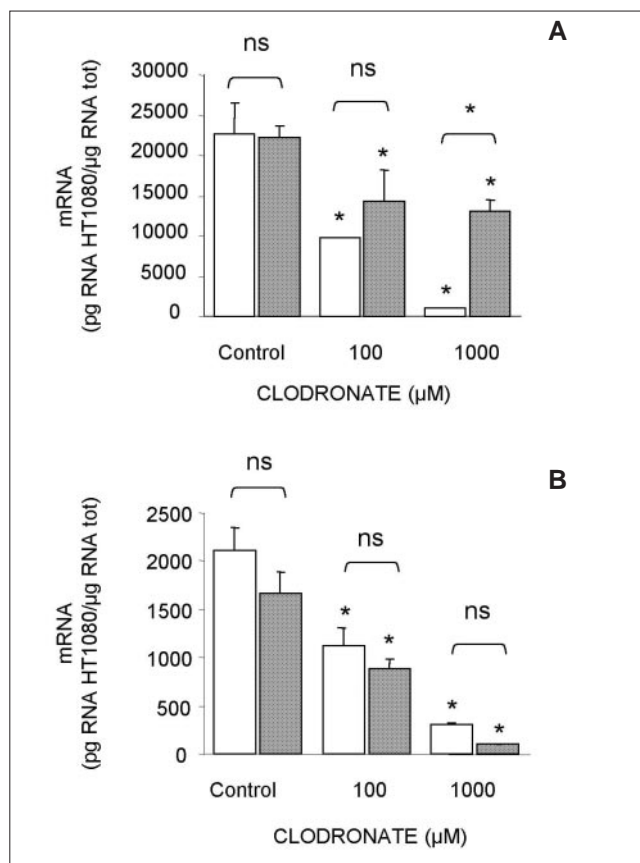 A
ns
ns
*
30000
25000
20000
15000
10000
5000
0
*
*
*
*
mRNA
(pg RNA HT1080/µg RNA tot)
Control 100 1000
CLODRONATE (µM)
B
ns
ns
ns
2500
2000
1500
1000
500
0
*
*
*
*
mRNA
(pg RNA HT1080/µg RNA tot)
Control 100 1000
CLODRONATE (µM)